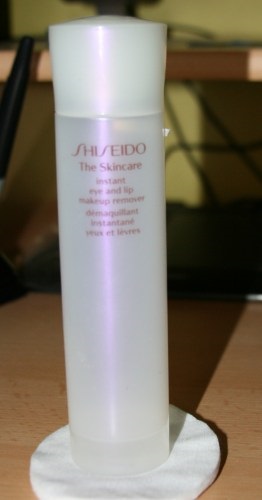 SHISEIDO
The Skincare
instant
eye and lip
makeup remover
démaquillant
instantané
yeux et lèvres